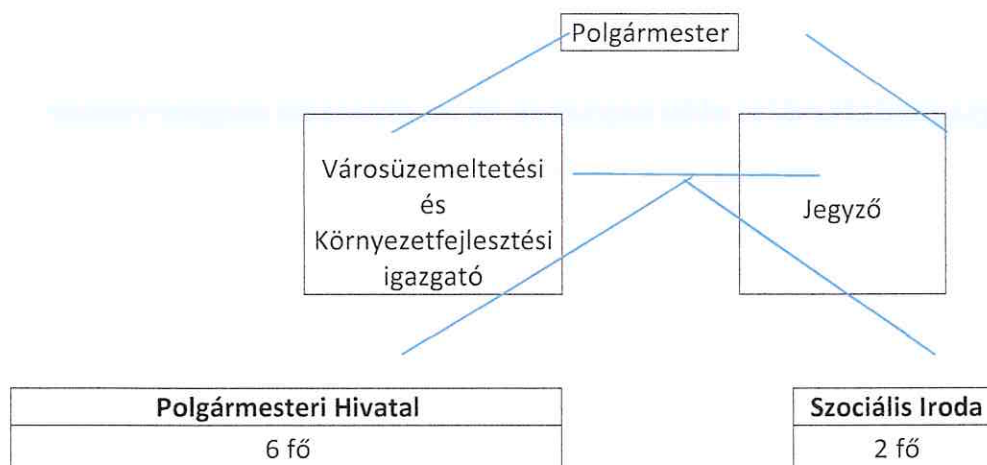 Polgármester
Városüzemeltetési
és
Környezetfejlesztési
igazgató
Jegyző
Polgármesteri Hivatal
6 fő
Szociális Iroda
2 fő